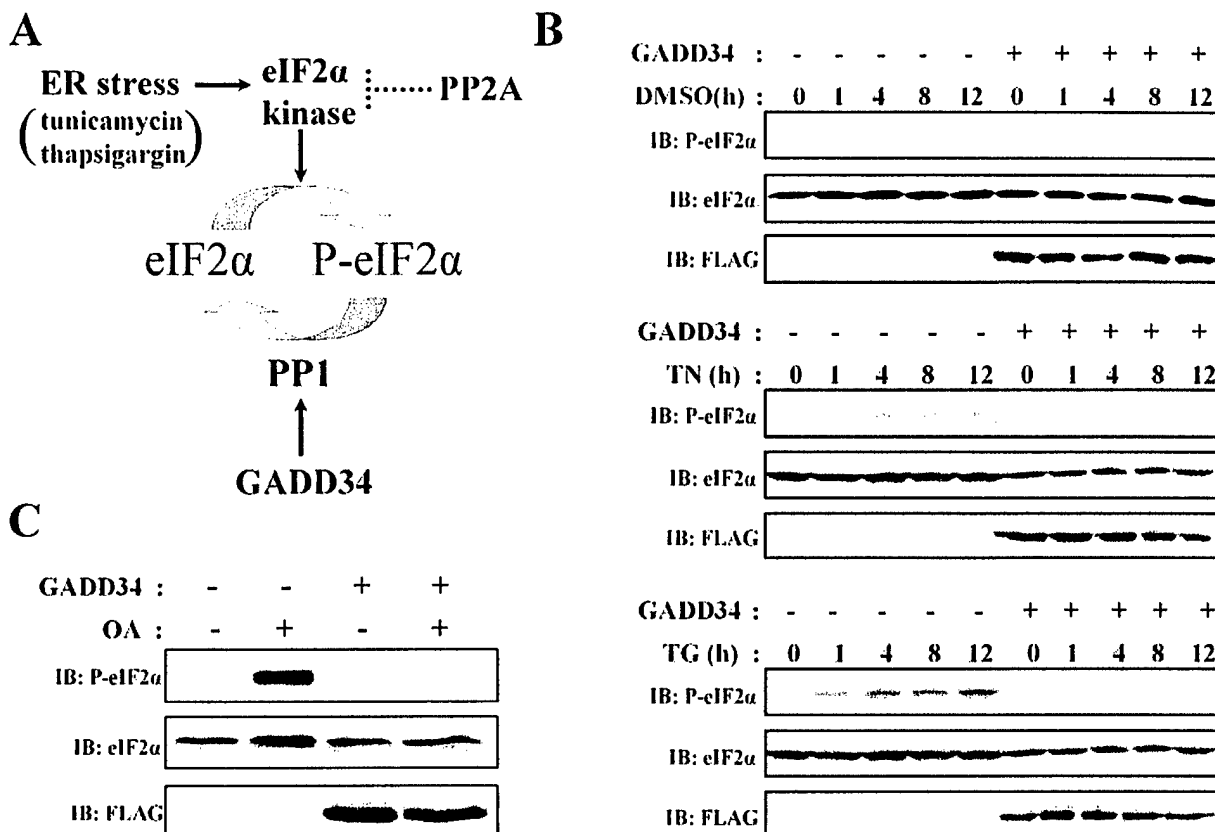 A
ER stress
(tunicamycin
thapsigargin)
eIF2α
kinase
PP2A
eIF2α
P-eIF2α
PP1
GADD34
B
GADD34 : - - - - - + + + + +
DMSO(h) : 0 1 4 8 12 0 1 4 8 12
IB: P-eIF2α
IB: eIF2α
IB: FLAG
GADD34 : - - - - - + + + + +
TN (h) : 0 1 4 8 12 0 1 4 8 12
IB: P-eIF2α
IB: eIF2α
IB: FLAG
GADD34 : - - - - - + + + + +
TG (h) : 0 1 4 8 12 0 1 4 8 12
IB: P-eIF2α
IB: eIF2α
IB: FLAG
C
GADD34 : - - + +
OA : - + - +
IB: P-eIF2α
IB: eIF2α
IB: FLAG